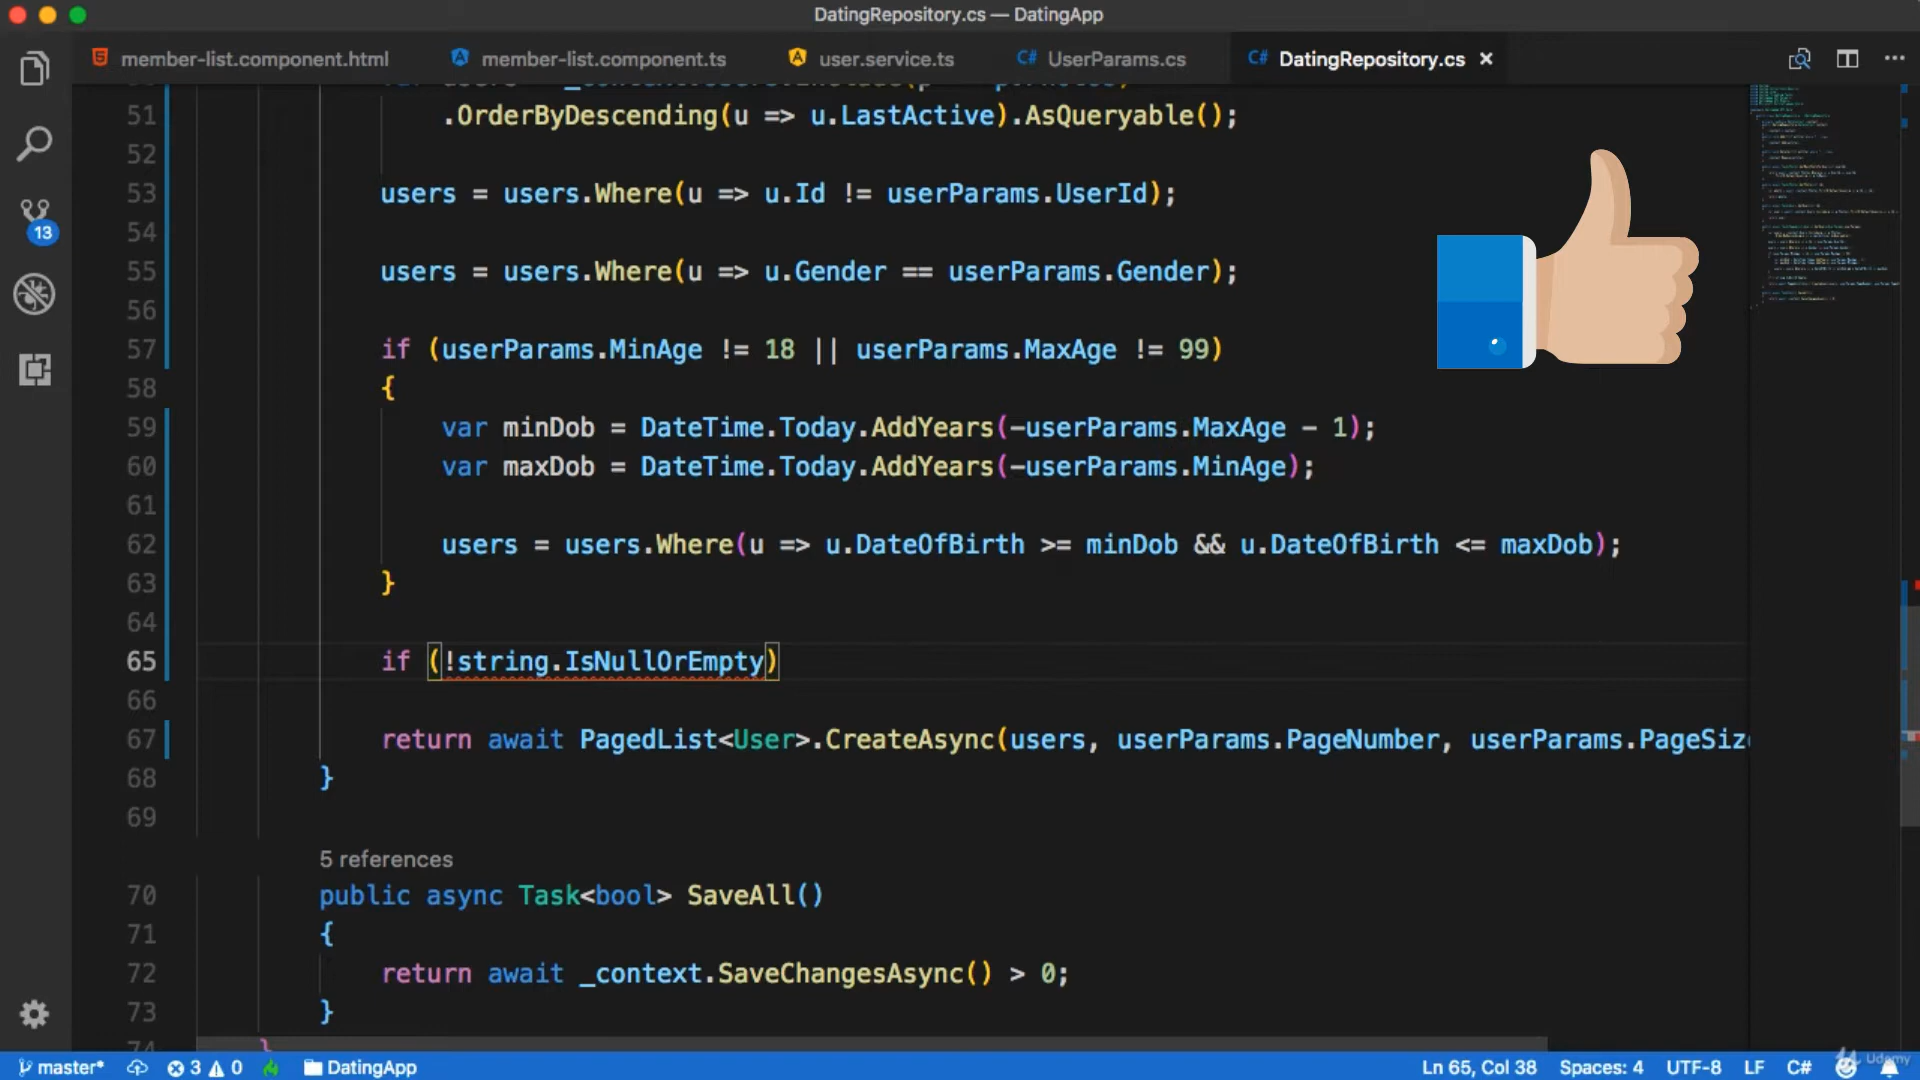 DatingRepository.cs — DatingApp
member-list.component.html
member-list.component.ts
user.service.ts
C# UserParams.cs
C# DatingRepository.cs ×
51 .OrderByDescending(u => u.LastActive).AsQueryable();
52
53 users = users.Where(u => u.Id != userParams.UserId);
54
55 users = users.Where(u => u.Gender == userParams.Gender);
56
57 if (userParams.MinAge != 18 || userParams.MaxAge != 99)
58 {
59 var minDob = DateTime.Today.AddYears(-userParams.MaxAge - 1);
60 var maxDob = DateTime.Today.AddYears(-userParams.MinAge);
61
62 users = users.Where(u => u.DateOfBirth >= minDob && u.DateOfBirth <= maxDob);
63 }
64
65 if (!string.IsNullOrEmpty)
66
67 return await PagedList<User>.CreateAsync(users, userParams.PageNumber, userParams.PageSize
68 }
69
5 references
70 public async Task<bool> SaveAll()
71 {
72 return await _context.SaveChangesAsync() > 0;
73 }
74 }
13
master* 3 0 DatingApp Ln 65, Col 38 Spaces: 4 UTF-8 LF C#
Udemy